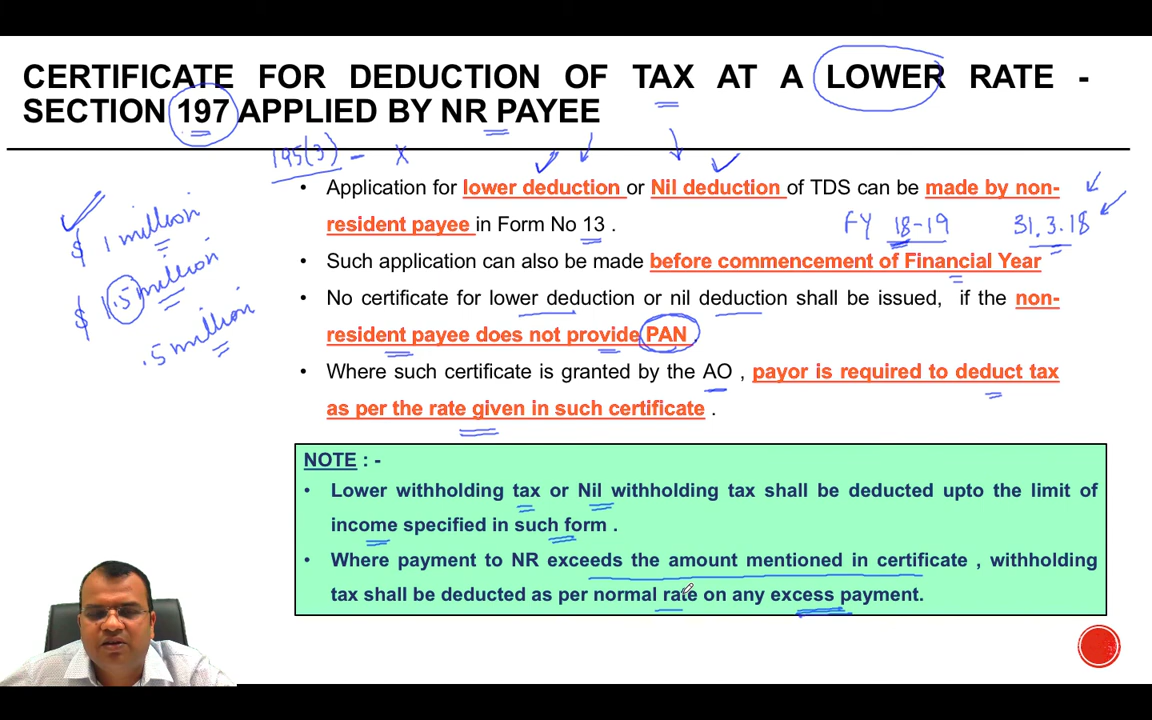 CERTIFICATE FOR DEDUCTION OF TAX AT A LOWER RATE -
SECTION 197 APPLIED BY NR PAYEE
195(3) - x
• Application for lower deduction or Nil deduction of TDS can be made by non-
resident payee in Form No 13 .
FY 18-19 31.3.18
• Such application can also be made before commencement of Financial Year
• No certificate for lower deduction or nil deduction shall be issued, if the non-
resident payee does not provide PAN .
• Where such certificate is granted by the AO , payor is required to deduct tax
as per the rate given in such certificate .
$ 1 million
$ 1.5 million
.5 million
NOTE : -
• Lower withholding tax or Nil withholding tax shall be deducted upto the limit of
income specified in such form .
• Where payment to NR exceeds the amount mentioned in certificate , withholding
tax shall be deducted as per normal rate on any excess payment.